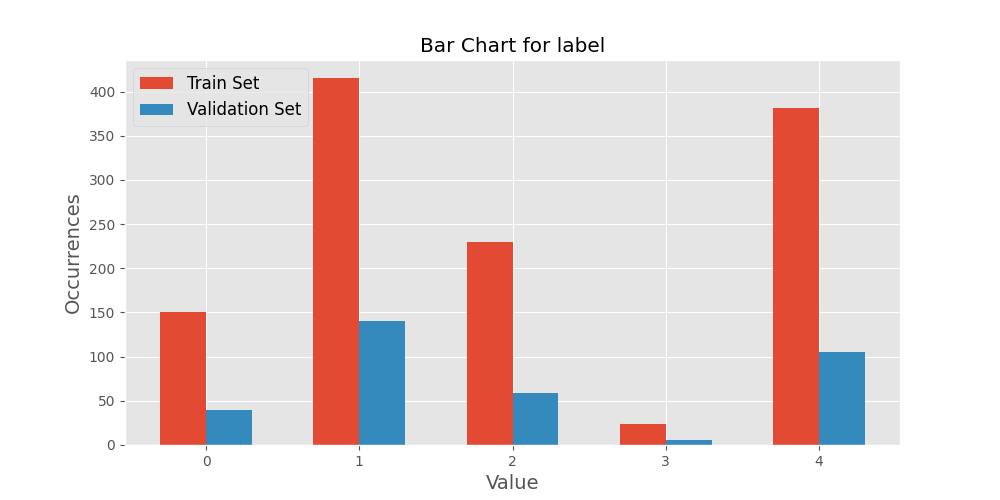 Bar Chart for label
Train Set
Validation Set
400
350
300
250
200
150
100
50
0
Occurrences
0 1 2 3 4
Value